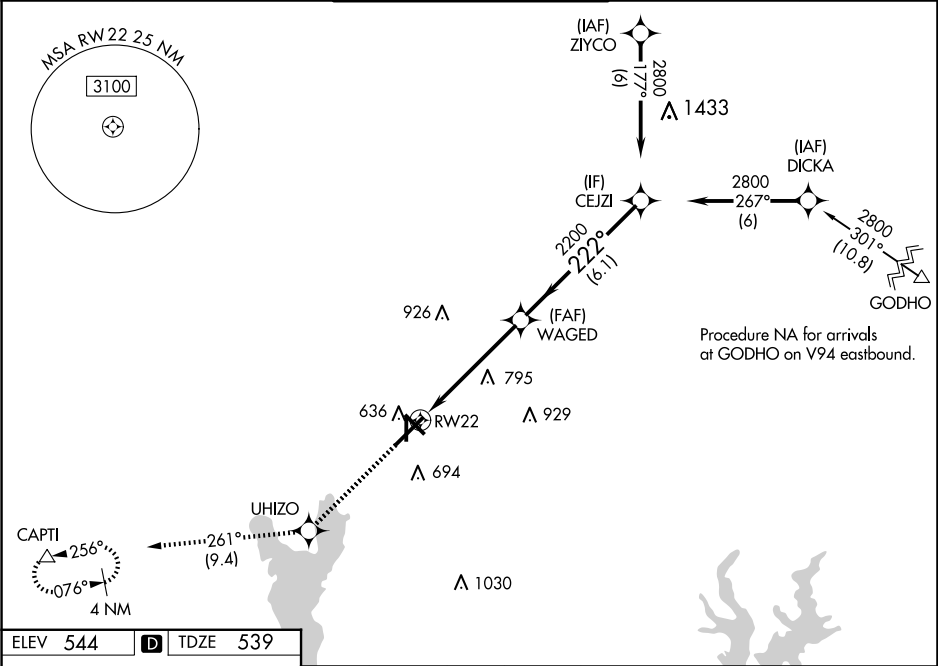 MSA RW22 25 NM
3100
(IAF)
ZIYCO
2800
177°
(6)
1433
(IAF)
DICKA
(IF)
CEJZI
2800
267°
(6)
2800
301°
(10.8)
GODHO
2200
222°
(6.1)
926
(FAF)
WAGED
Procedure NA for arrivals
at GODHO on V94 eastbound.
795
636
RW22
929
694
UHIZO
CAPTI
256°
261°
(9.4)
076°
4 NM
1030
ELEV 544 D TDZE 539